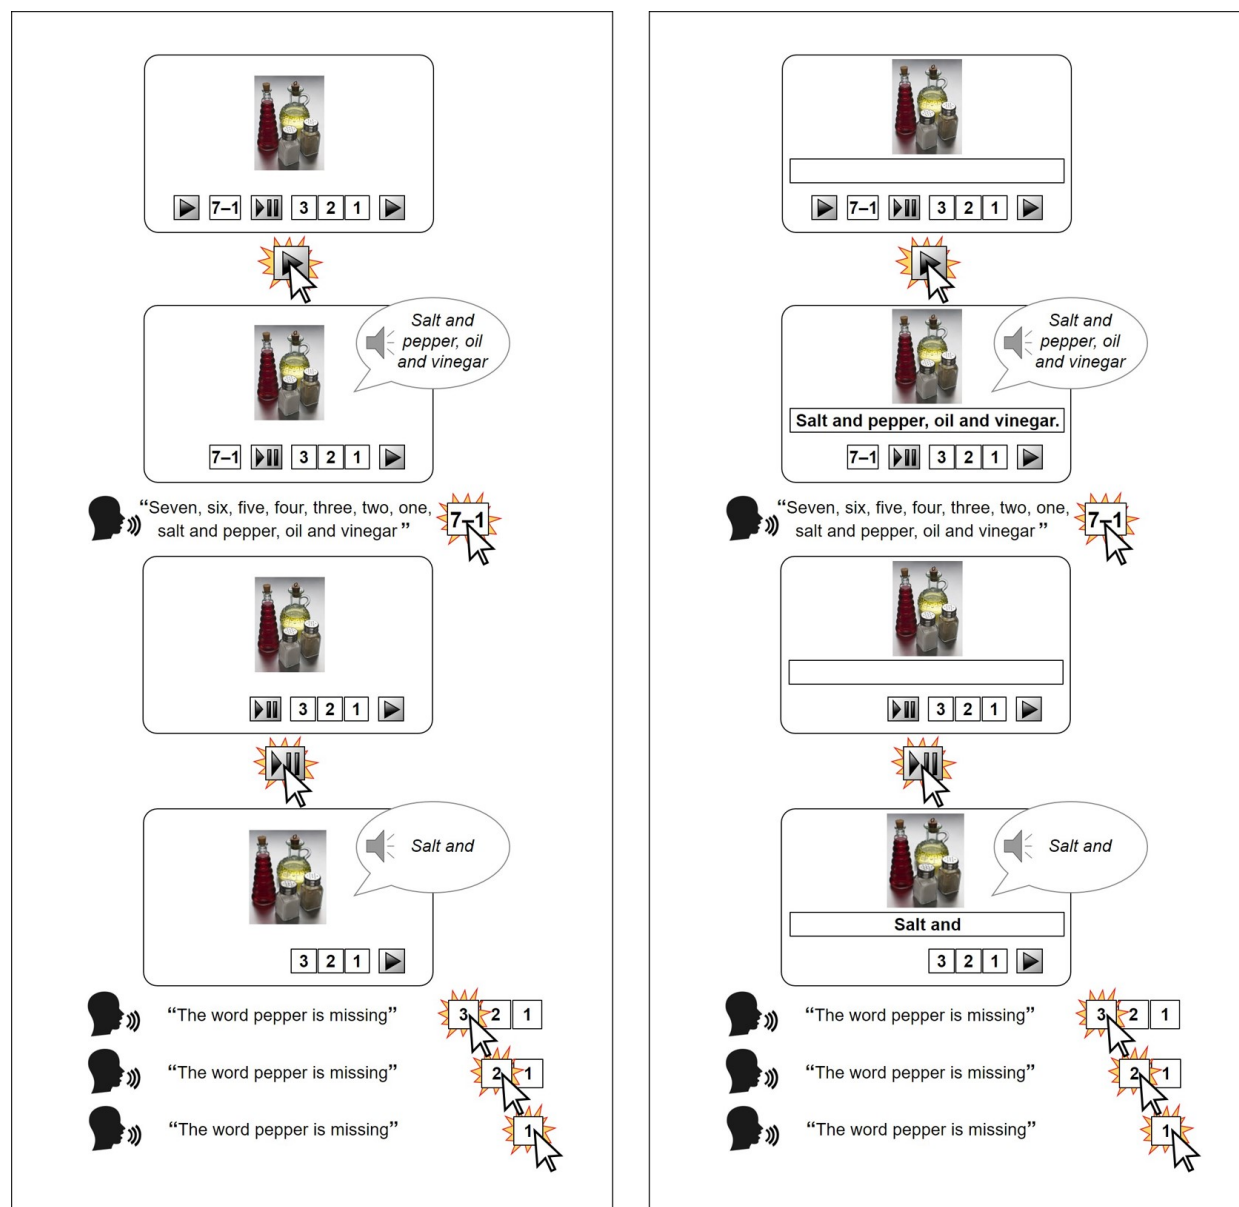 7–1 3 2 1
Salt and
pepper, oil
and vinegar
7–1 3 2 1
“Seven, six, five, four, three, two, one,
salt and pepper, oil and vinegar”
7–1
3 2 1
Salt and
3 2 1
“The word pepper is missing”
3 2 1
“The word pepper is missing”
2 1
“The word pepper is missing”
1
7–1 3 2 1
Salt and
pepper, oil
and vinegar
Salt and pepper, oil and vinegar.
7–1 3 2 1
“Seven, six, five, four, three, two, one,
salt and pepper, oil and vinegar”
7–1
3 2 1
Salt and
Salt and
3 2 1
“The word pepper is missing”
3 2 1
“The word pepper is missing”
2 1
“The word pepper is missing”
1